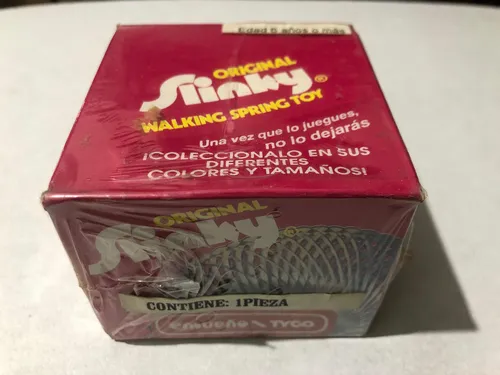 Edad 5 años o más
ORIGINAL
Slinky®
WALKING SPRING TOY
Una vez que lo juegues,
no lo dejarás
¡COLECCIONALO EN SUS
DIFERENTES
COLORES Y TAMAÑOS!
ORIGINAL
Slinky®
CONTIENE: 1PIEZA
ensueño TYCO